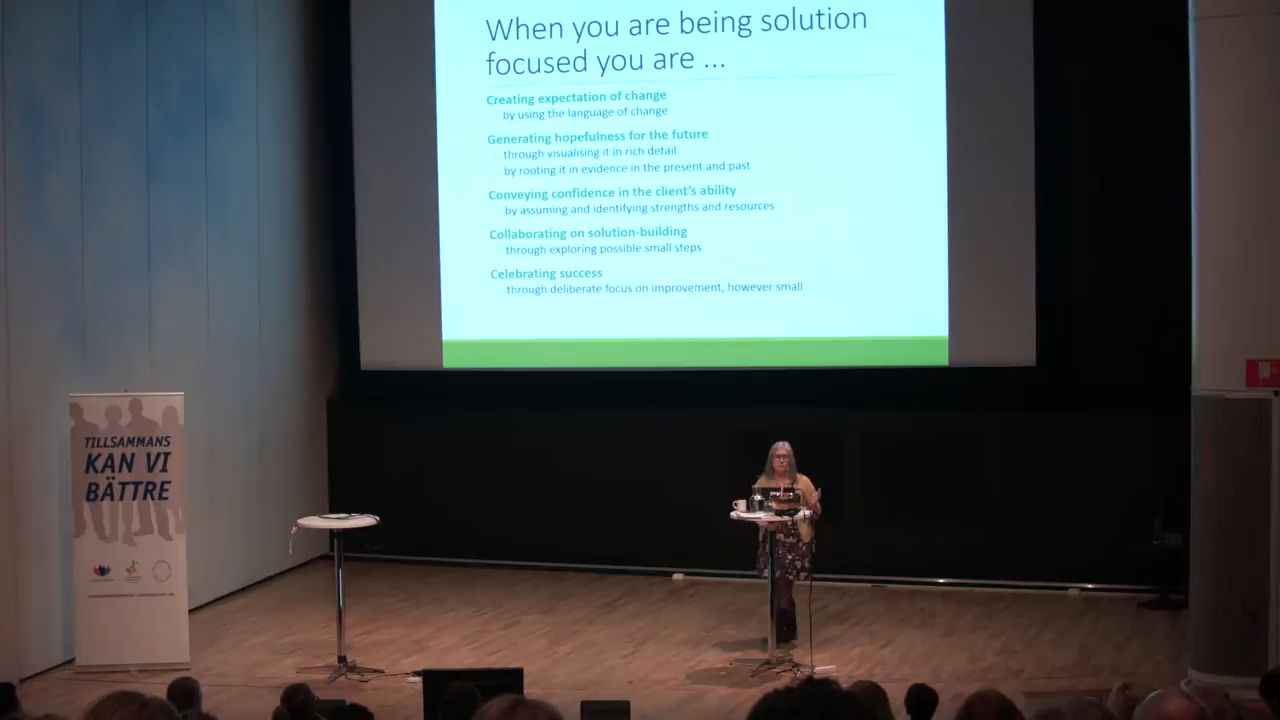 When you are being solution
focused you are ...
Creating expectation of change
by using the language of change
Generating hopefulness for the future
through visualising it in rich detail
by rooting it in evidence in the present and past
Conveying confidence in the client's ability
by assuming and identifying strengths and resources
Collaborating on solution-building
through exploring possible small steps
Celebrating success
through deliberate focus on improvement, however small
TILLSAMMANS
KAN VI
BÄTTRE